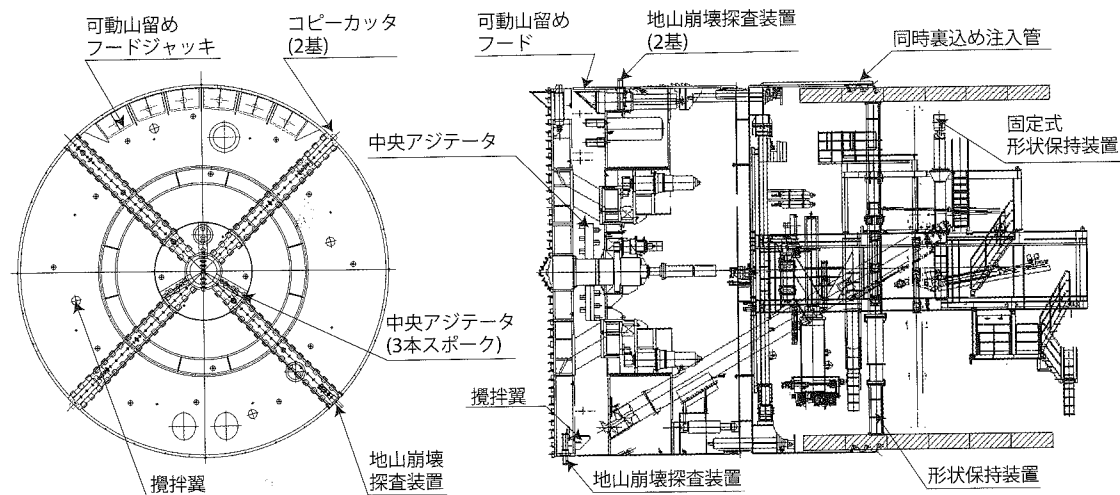 可動山留め
フードジャッキ
コピーカッタ
(2基)
可動山留め
フード
地山崩壊探査装置
(2基)
同時裏込め注入管
中央アジテータ
固定式
形状保持装置
中央アジテータ
(3本スポーク)
攪拌翼
攪拌翼
地山崩壊
探査装置
地山崩壊探査装置
形状保持装置